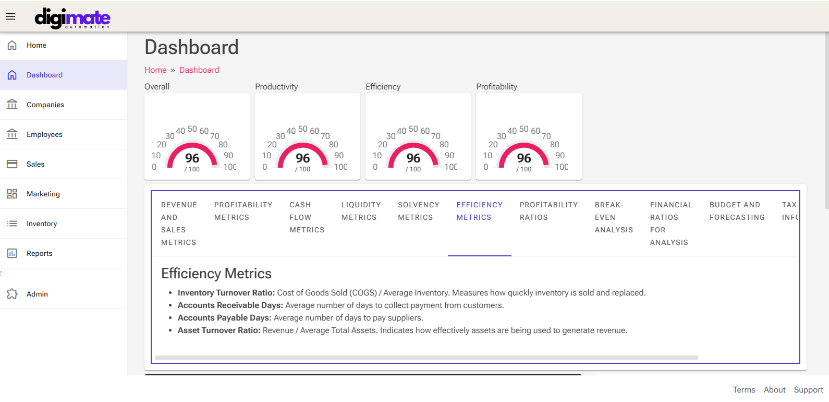 digimate
automation
Home
Dashboard
Companies
Employees
Sales
Marketing
Inventory
Reports
Admin
Dashboard
Home » Dashboard
Overall Productivity Efficiency Profitability
0 10 20 30 40 50 60 70 80 90 100
96
/ 100
0 10 20 30 40 50 60 70 80 90 100
96
/ 100
0 10 20 30 40 50 60 70 80 90 100
96
/ 100
0 10 20 30 40 50 60 70 80 90 100
96
/ 100
REVENUE
AND
SALES
METRICS
PROFITABILITY
METRICS
CASH
FLOW
METRICS
LIQUIDITY
METRICS
SOLVENCY
METRICS
EFFICIENCY
METRICS
PROFITABILITY
RATIOS
BREAK-
EVEN
ANALYSIS
FINANCIAL
RATIOS
FOR
ANALYSIS
BUDGET AND
FORECASTING
TAX
INFO
Efficiency Metrics
• Inventory Turnover Ratio: Cost of Goods Sold (COGS) / Average Inventory. Measures how quickly inventory is sold and replaced.
• Accounts Receivable Days: Average number of days to collect payment from customers.
• Accounts Payable Days: Average number of days to pay suppliers.
• Asset Turnover Ratio: Revenue / Average Total Assets. Indicates how effectively assets are being used to generate revenue.
Terms About Support